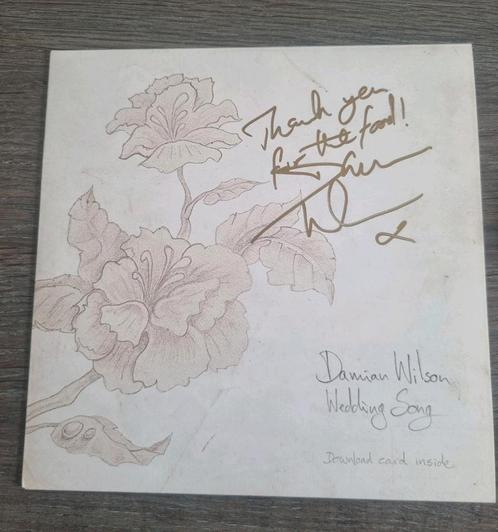 Thank you
for the food!
Damian Wilson
Wedding Song
Download card inside